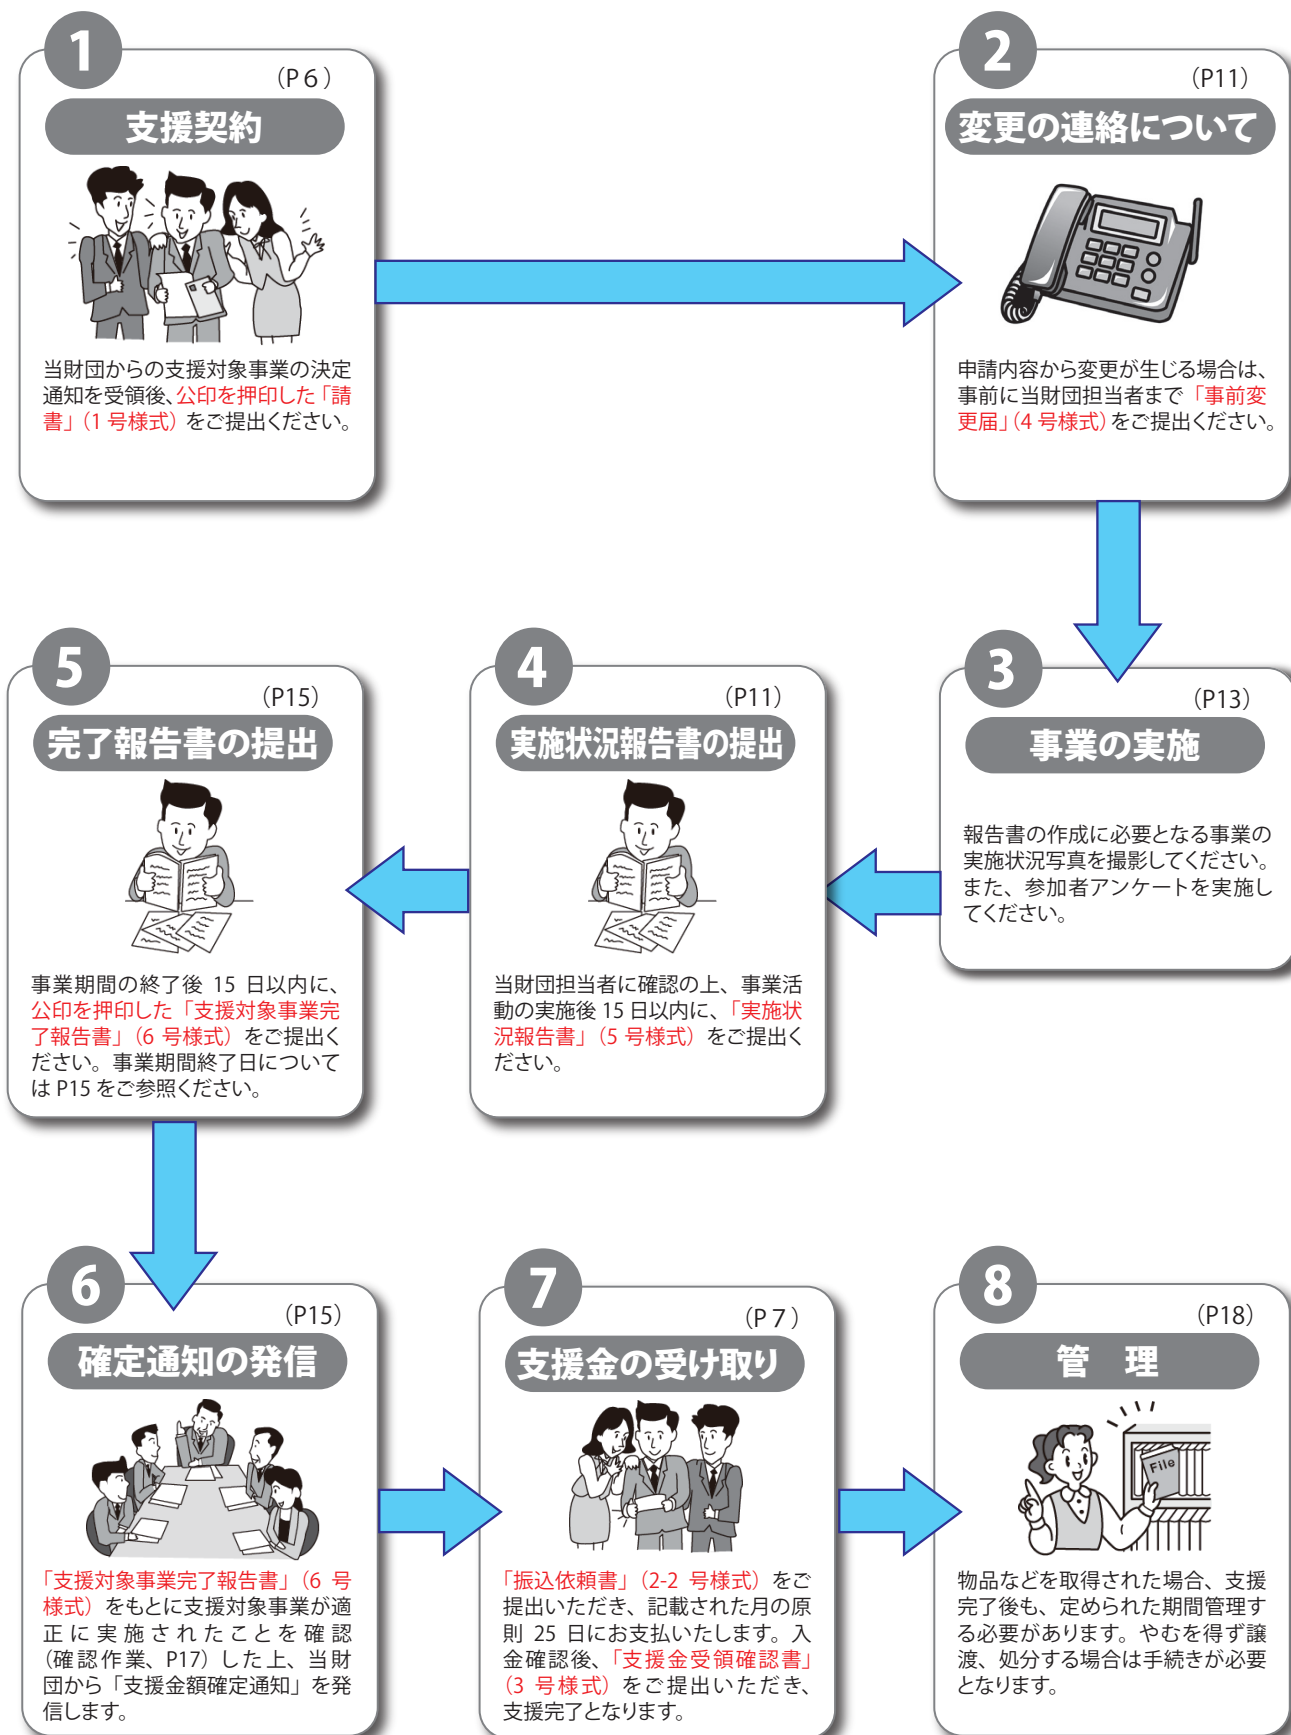 1
（P 6）
支援契約
当財団からの支援対象事業の決定
通知を受領後、公印を押印した「請
書」（1 号様式）をご提出ください。
2
（P11）
変更の連絡について
申請内容から変更が生じる場合は、
事前に当財団担当者まで「事前変
更届」（4 号様式）をご提出ください。
3
（P13）
事業の実施
報告書の作成に必要となる事業の
実施状況写真を撮影してください。
また、参加者アンケートを実施し
てください。
4
（P11）
実施状況報告書の提出
当財団担当者に確認の上、事業活
動の実施後 15 日以内に、「実施状
況報告書」（5 号様式）をご提出く
ださい。
5
（P15）
完了報告書の提出
事業期間の終了後 15 日以内に、
公印を押印した「支援対象事業完
了報告書」（6 号様式）をご提出く
ださい。事業期間終了日について
は P15 をご参照ください。
6
（P15）
確定通知の発信
「支援対象事業完了報告書」（6 号
様式）をもとに支援対象事業が適
正に実施されたことを確認
（確認作業、P17）した上、当財
団から「支援金額確定通知」を発
信します。
7
（P 7）
支援金の受け取り
「振込依頼書」（2-2 号様式）をご
提出いただき、記載された月の原
則 25 日にお支払いたします。入
金確認後、「支援金受領確認書」
（3 号様式）をご提出いただき、
支援完了となります。
8
（P18）
管　理
File
物品などを取得された場合、支援
完了後も、定められた期間管理す
る必要があります。やむを得ず譲
渡、処分する場合は手続きが必要
となります。